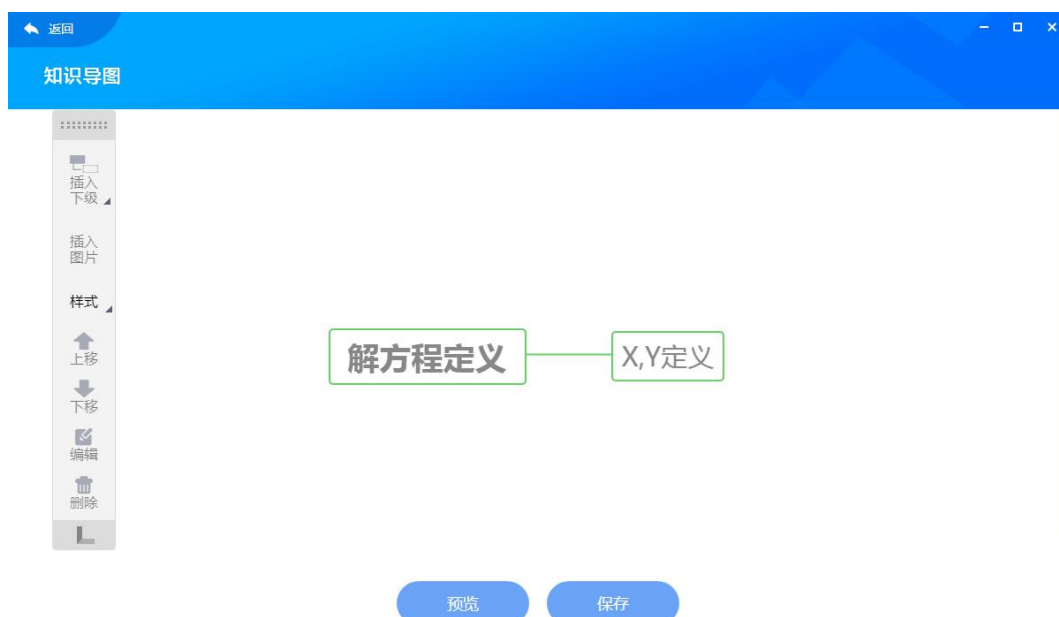 返回
知识导图
插入
下级
插入
图片
样式
上移
下移
编辑
删除
解方程定义
X,Y定义
预览
保存